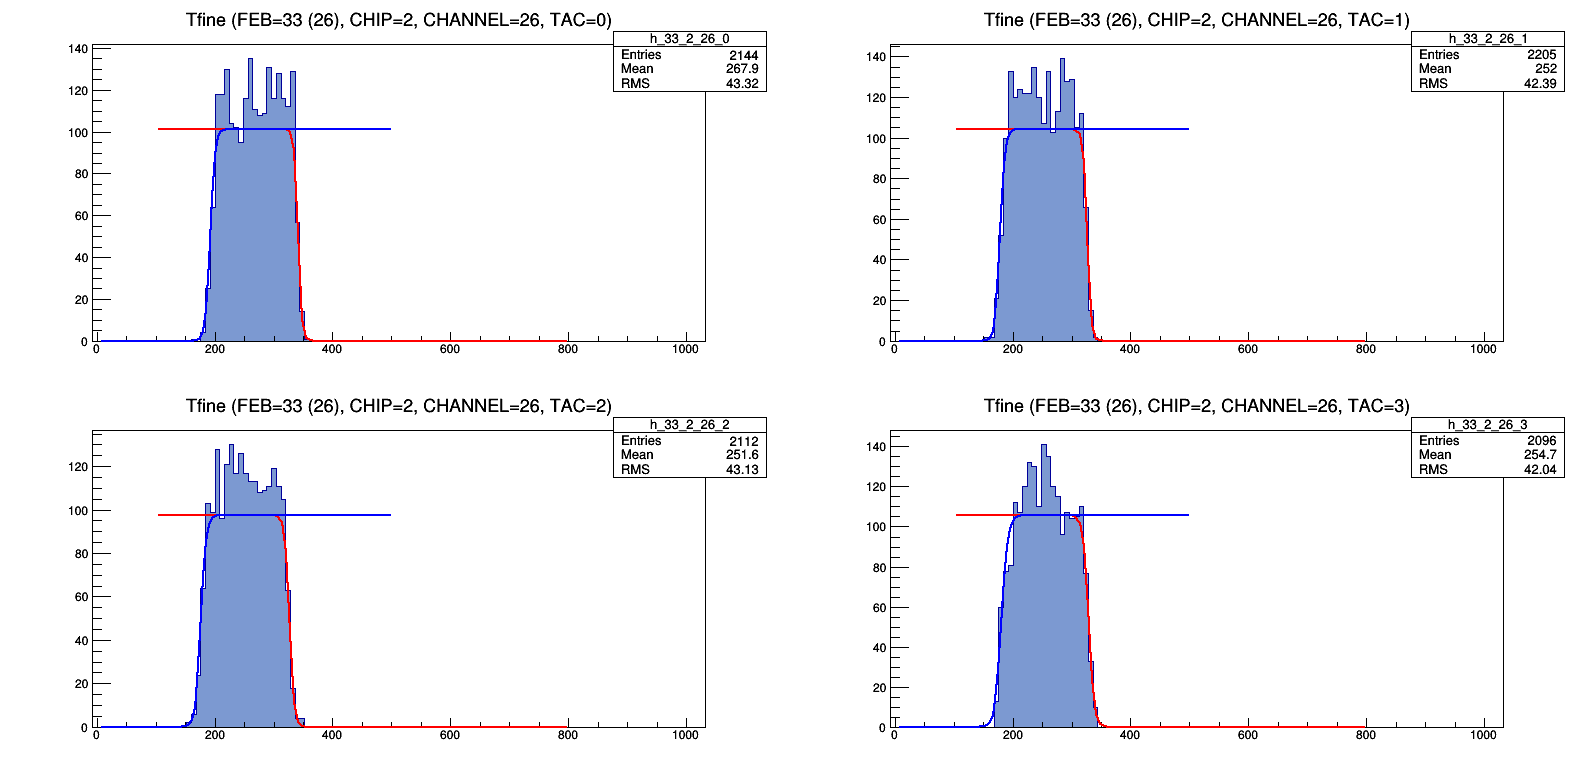 Tfine (FEB=33 (26), CHIP=2, CHANNEL=26, TAC=0)
h_33_2_26_0
Entries 2144
Mean 267.9
RMS 43.32
140
120
100
80
60
40
20
0
0 200 400 600 800 1000
Tfine (FEB=33 (26), CHIP=2, CHANNEL=26, TAC=1)
h_33_2_26_1
Entries 2205
Mean 252
RMS 42.39
140
120
100
80
60
40
20
0
0 200 400 600 800 1000
Tfine (FEB=33 (26), CHIP=2, CHANNEL=26, TAC=2)
h_33_2_26_2
Entries 2112
Mean 251.6
RMS 43.13
120
100
80
60
40
20
0
0 200 400 600 800 1000
Tfine (FEB=33 (26), CHIP=2, CHANNEL=26, TAC=3)
h_33_2_26_3
Entries 2096
Mean 254.7
RMS 42.04
140
120
100
80
60
40
20
0
0 200 400 600 800 1000